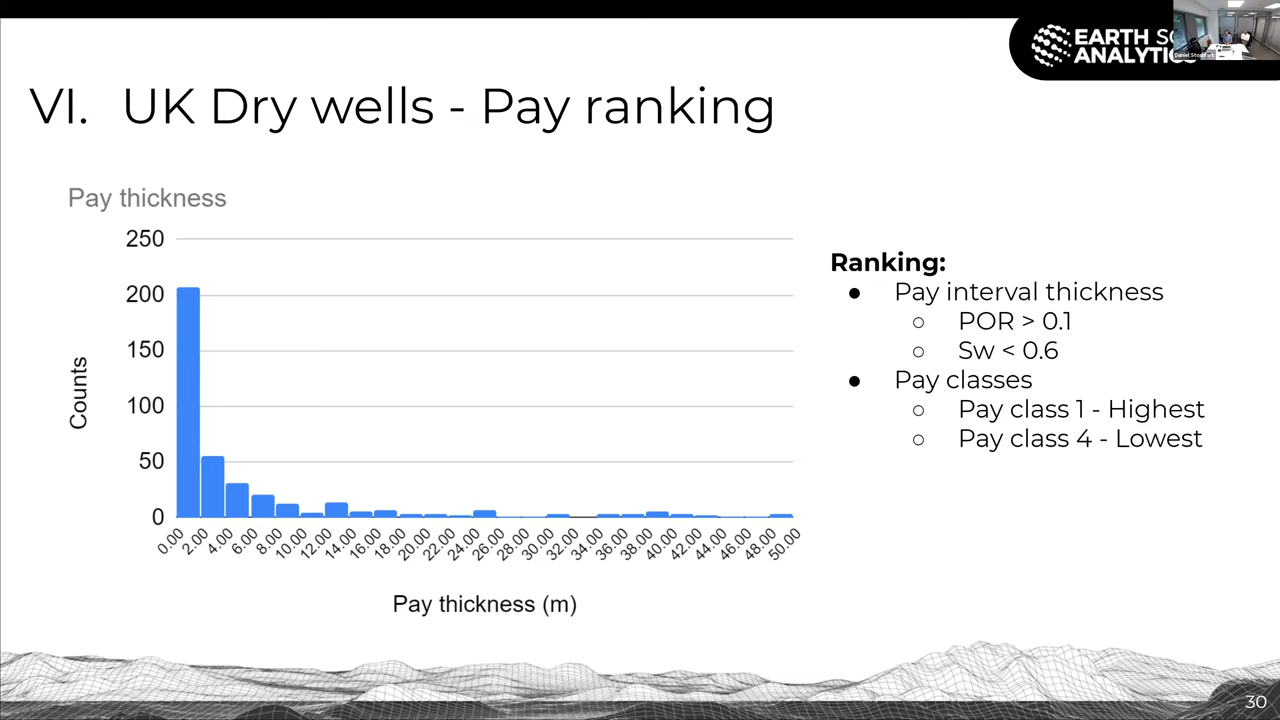 EARTH
ANALYTI
Daniel
VI. UK Dry wells - Pay ranking
Pay thickness
250
200
150
100
50
0
Counts
0.00 2.00 4.00 6.00 8.00 10.00 12.00 14.00 16.00 18.00 20.00 22.00 24.00 26.00 28.00 30.00 32.00 34.00 36.00 38.00 40.00 42.00 44.00 46.00 48.00 50.00
Pay thickness (m)
Ranking:
● Pay interval thickness
○ POR > 0.1
○ Sw < 0.6
● Pay classes
○ Pay class 1 - Highest
○ Pay class 4 - Lowest
30